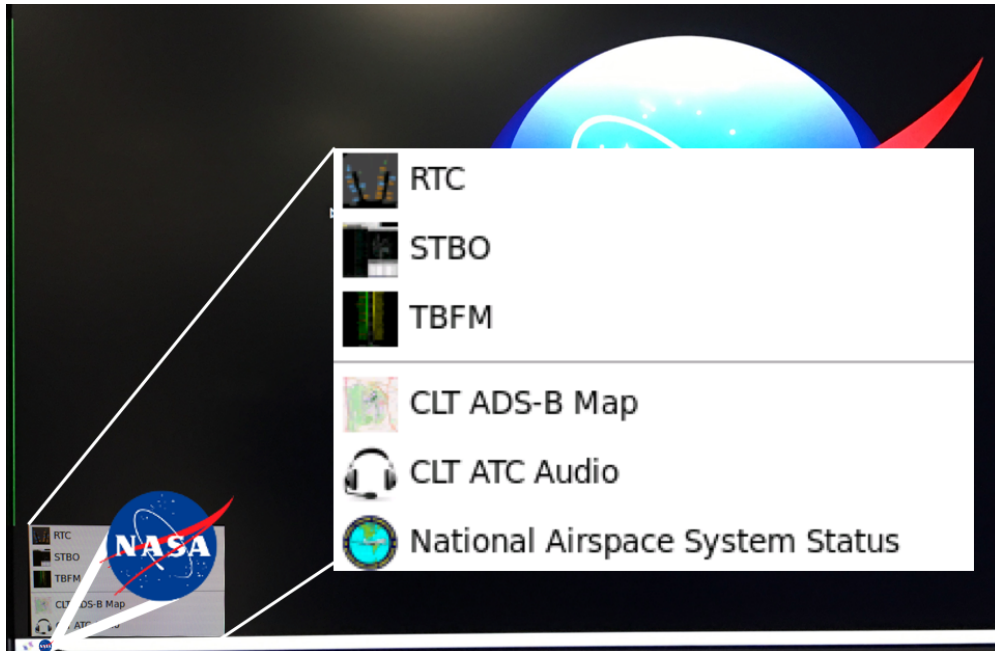 RTC
STBO
TBFM
CLT ADS-B Map
CLT ATC Audio
National Airspace System Status
RTC
STBO
TBFM
NASA
CLT ADS-B Map
ATC